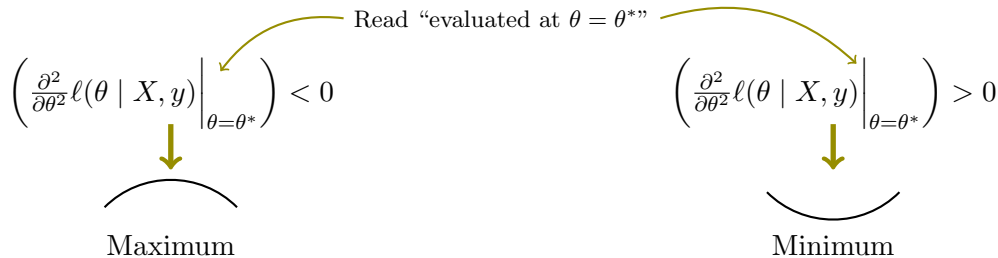 Read “evaluated at θ = θ*”
(∂²/∂θ² ℓ(θ | X, y)|θ=θ*) < 0
(∂²/∂θ² ℓ(θ | X, y)|θ=θ*) > 0
Maximum
Minimum